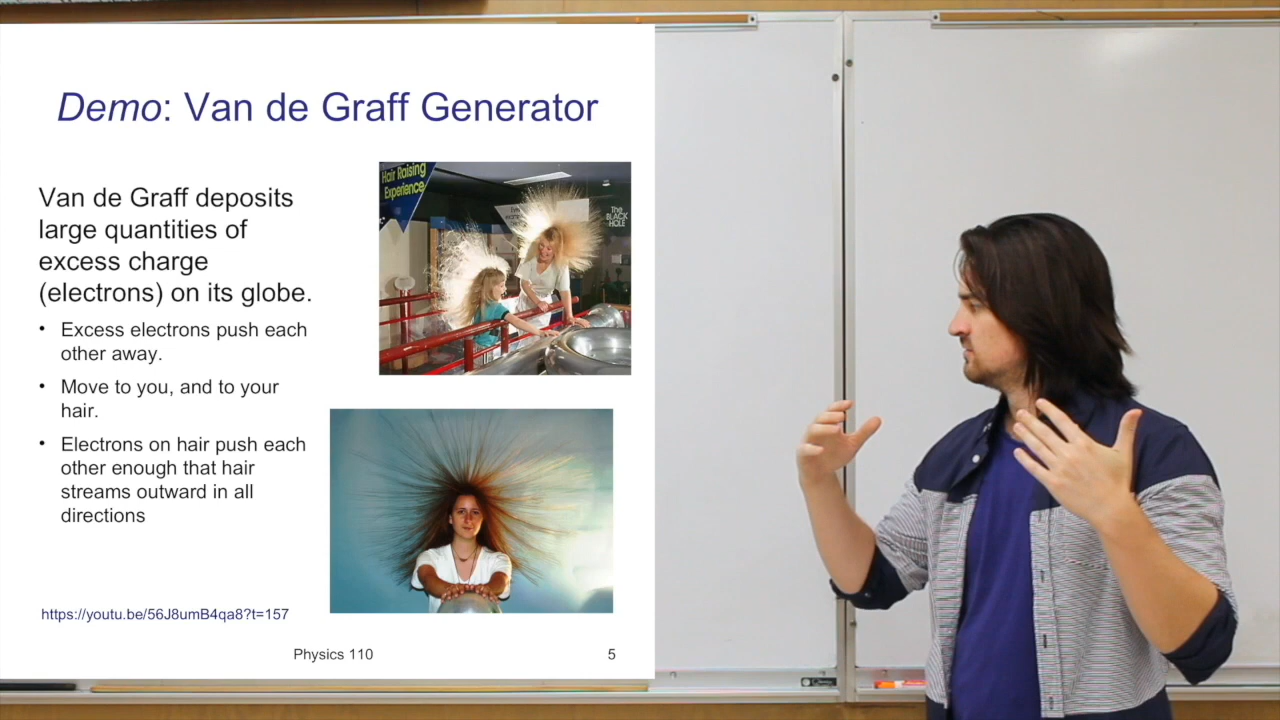 Demo: Van de Graff Generator
Van de Graff deposits
large quantities of
excess charge
(electrons) on its globe.
• Excess electrons push each
other away.
• Move to you, and to your
hair.
• Electrons on hair push each
other enough that hair
streams outward in all
directions
Hair Raising
Experience
The
BLACK
HOLE
https://youtu.be/56J8umB4qa8?t=157
Physics 110
5